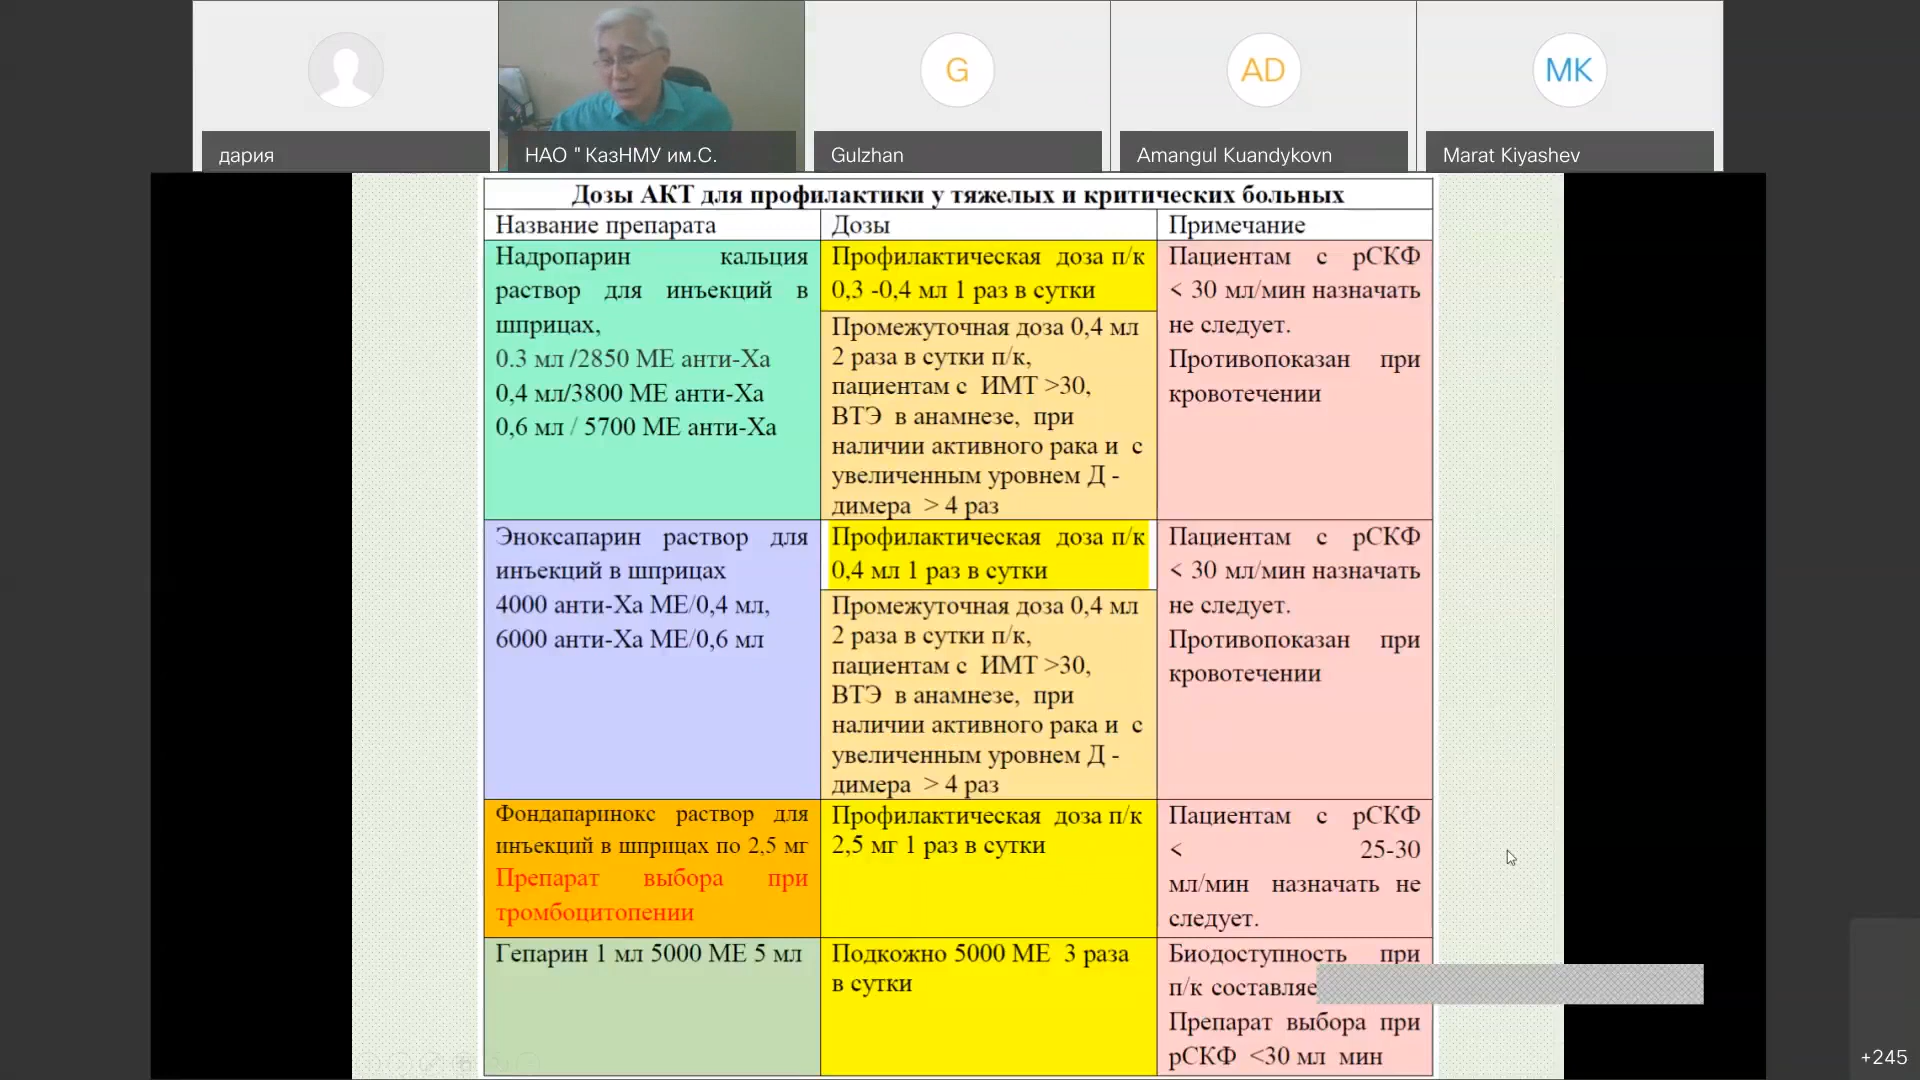 G
AD
MK
дария
НАО " КазНМУ им.С.
Gulzhan
Amangul Kuandykovn
Marat Kiyashev
Дозы АКТ для профилактики у тяжелых и критических больных
Название препарата
Дозы
Примечание
Надропарин кальция
раствор для инъекций в
шприцах,
0.3 мл /2850 МЕ анти-Ха
0,4 мл/3800 МЕ анти-Ха
0,6 мл / 5700 МЕ анти-Ха
Профилактическая доза п/к
0,3 -0,4 мл 1 раз в сутки
Промежуточная доза 0,4 мл
2 раза в сутки п/к,
пациентам с ИМТ >30,
ВТЭ в анамнезе, при
наличии активного рака и с
увеличенным уровнем Д -
димера > 4 раз
Пациентам с рСКФ
< 30 мл/мин назначать
не следует.
Противопоказан при
кровотечении
Эноксапарин раствор для
инъекций в шприцах
4000 анти-Ха МЕ/0,4 мл,
6000 анти-Ха МЕ/0,6 мл
Профилактическая доза п/к
0,4 мл 1 раз в сутки
Промежуточная доза 0,4 мл
2 раза в сутки п/к,
пациентам с ИМТ >30,
ВТЭ в анамнезе, при
наличии активного рака и с
увеличенным уровнем Д -
димера > 4 раз
Пациентам с рСКФ
< 30 мл/мин назначать
не следует.
Противопоказан при
кровотечении
Фондапаринокс раствор для
инъекций в шприцах по 2,5 мг
Препарат выбора при
тромбоцитопении
Профилактическая доза п/к
2,5 мг 1 раз в сутки
Пациентам с рСКФ
< 25-30
мл/мин назначать не
следует.
Гепарин 1 мл 5000 МЕ 5 мл
Подкожно 5000 МЕ 3 раза
в сутки
Биодоступность при
п/к составляе
Препарат выбора при
рСКФ <30 мл мин
+245